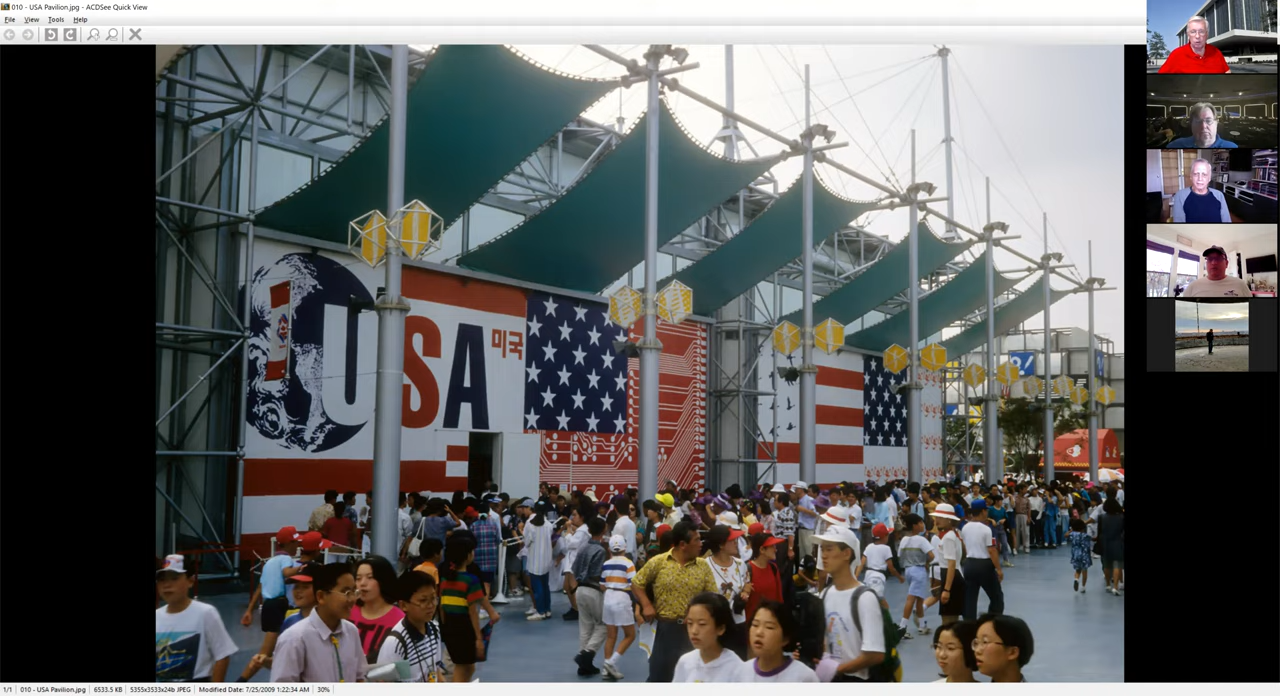 010 - USA Pavilion.jpg - ACDSee Quick View
File View Tools Help
USA
미국
1/1 010 - USA Pavilion.jpg 6533.5 KB 5355x3533x24b JPEG Modified Date: 7/25/2009 1:22:34 AM 30%